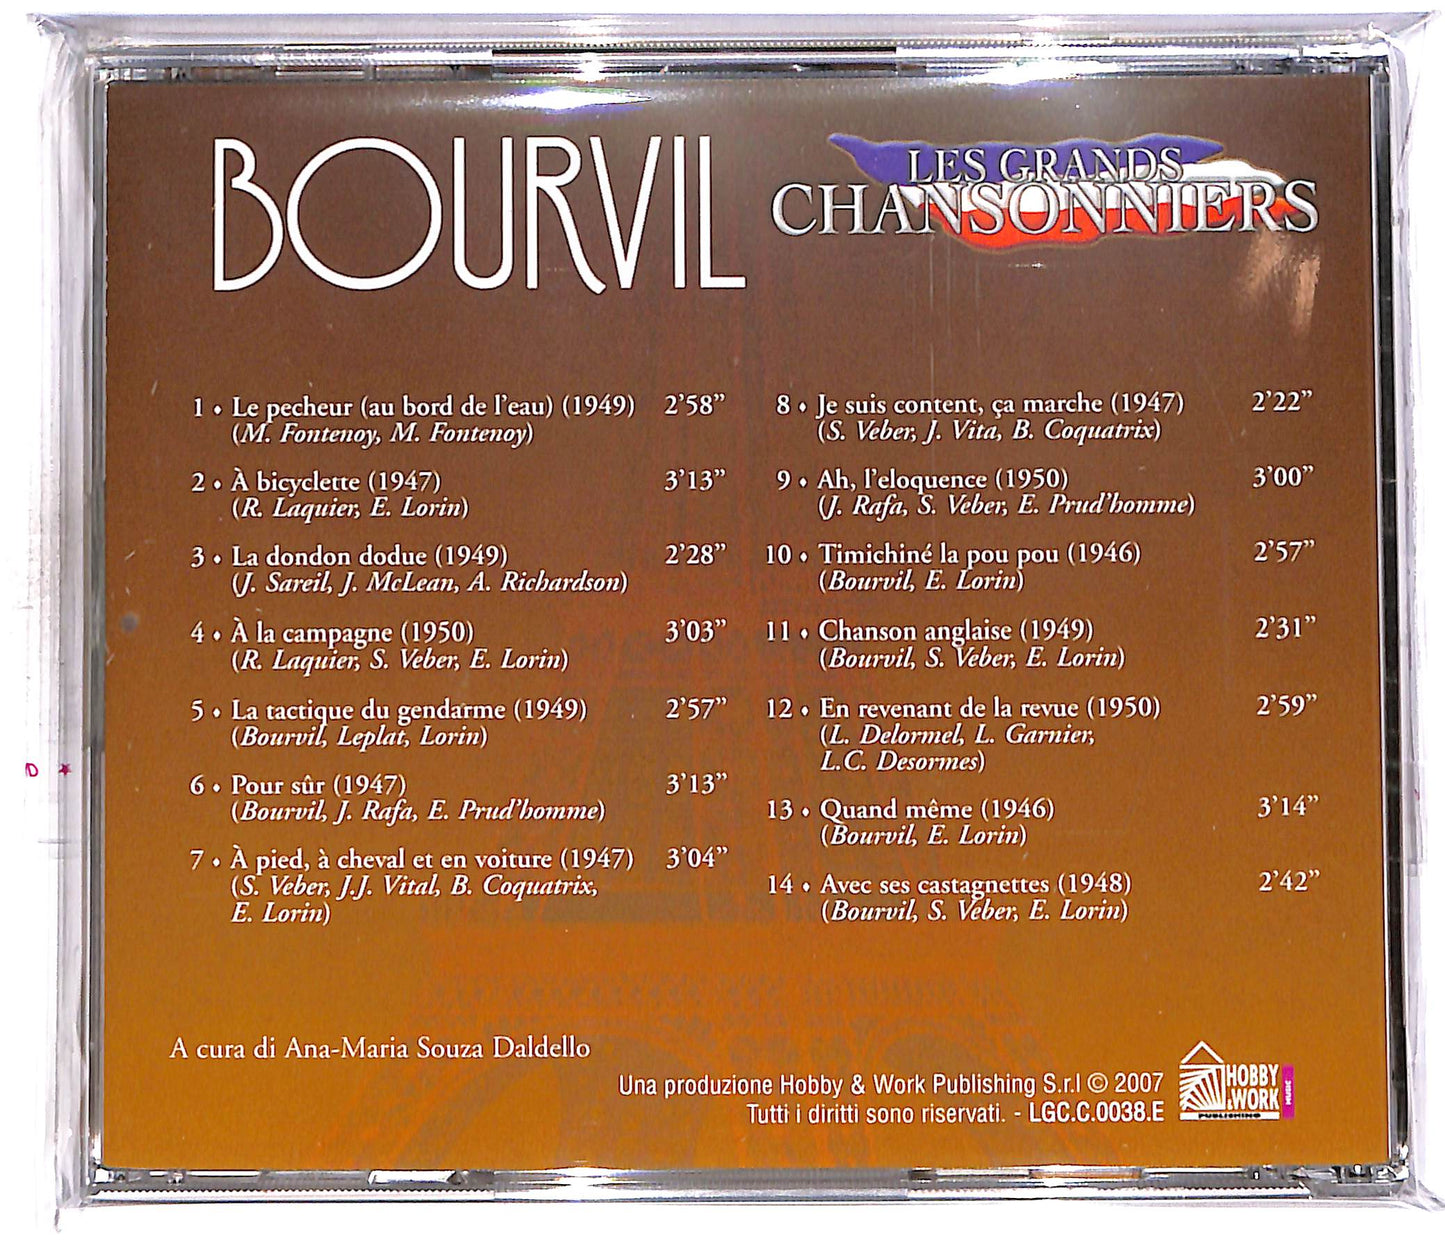 BOURVIL
LES GRANDS
CHANSONNIERS
1 • Le pecheur (au bord de l'eau) (1949) 2'58”
(M. Fontenoy, M. Fontenoy)
2 • À bicyclette (1947) 3'13”
(R. Laquier, E. Lorin)
3 • La dondon dodue (1949) 2'28”
(J. Sareil, J. McLean, A. Richardson)
4 • À la campagne (1950) 3'03”
(R. Laquier, S. Veber, E. Lorin)
5 • La tactique du gendarme (1949) 2'57”
(Bourvil, Leplat, Lorin)
6 • Pour sûr (1947) 3'13”
(Bourvil, J. Rafa, E. Prud'homme)
7 • À pied, à cheval et en voiture (1947) 3'04”
(S. Veber, J.J. Vital, B. Coquatrix,
E. Lorin)
8 • Je suis content, ça marche (1947) 2'22”
(S. Veber, J. Vita, B. Coquatrix)
9 • Ah, l'eloquence (1950) 3'00”
(J. Rafa, S. Veber, E. Prud'homme)
10 • Timichiné la pou pou (1946) 2'57”
(Bourvil, E. Lorin)
11 • Chanson anglaise (1949) 2'31”
(Bourvil, S. Veber, E. Lorin)
12 • En revenant de la revue (1950) 2'59”
(L. Delormel, L. Garnier,
L.C. Desormes)
13 • Quand même (1946) 3'14”
(Bourvil, E. Lorin)
14 • Avec ses castagnettes (1948) 2'42”
(Bourvil, S. Veber, E. Lorin)
A cura di Ana-Maria Souza Daldello
Una produzione Hobby & Work Publishing S.r.l © 2007
Tutti i diritti sono riservati. - LGC.C.0038.E
HOBBY
& WORK
PUBLISHING
MUSIC